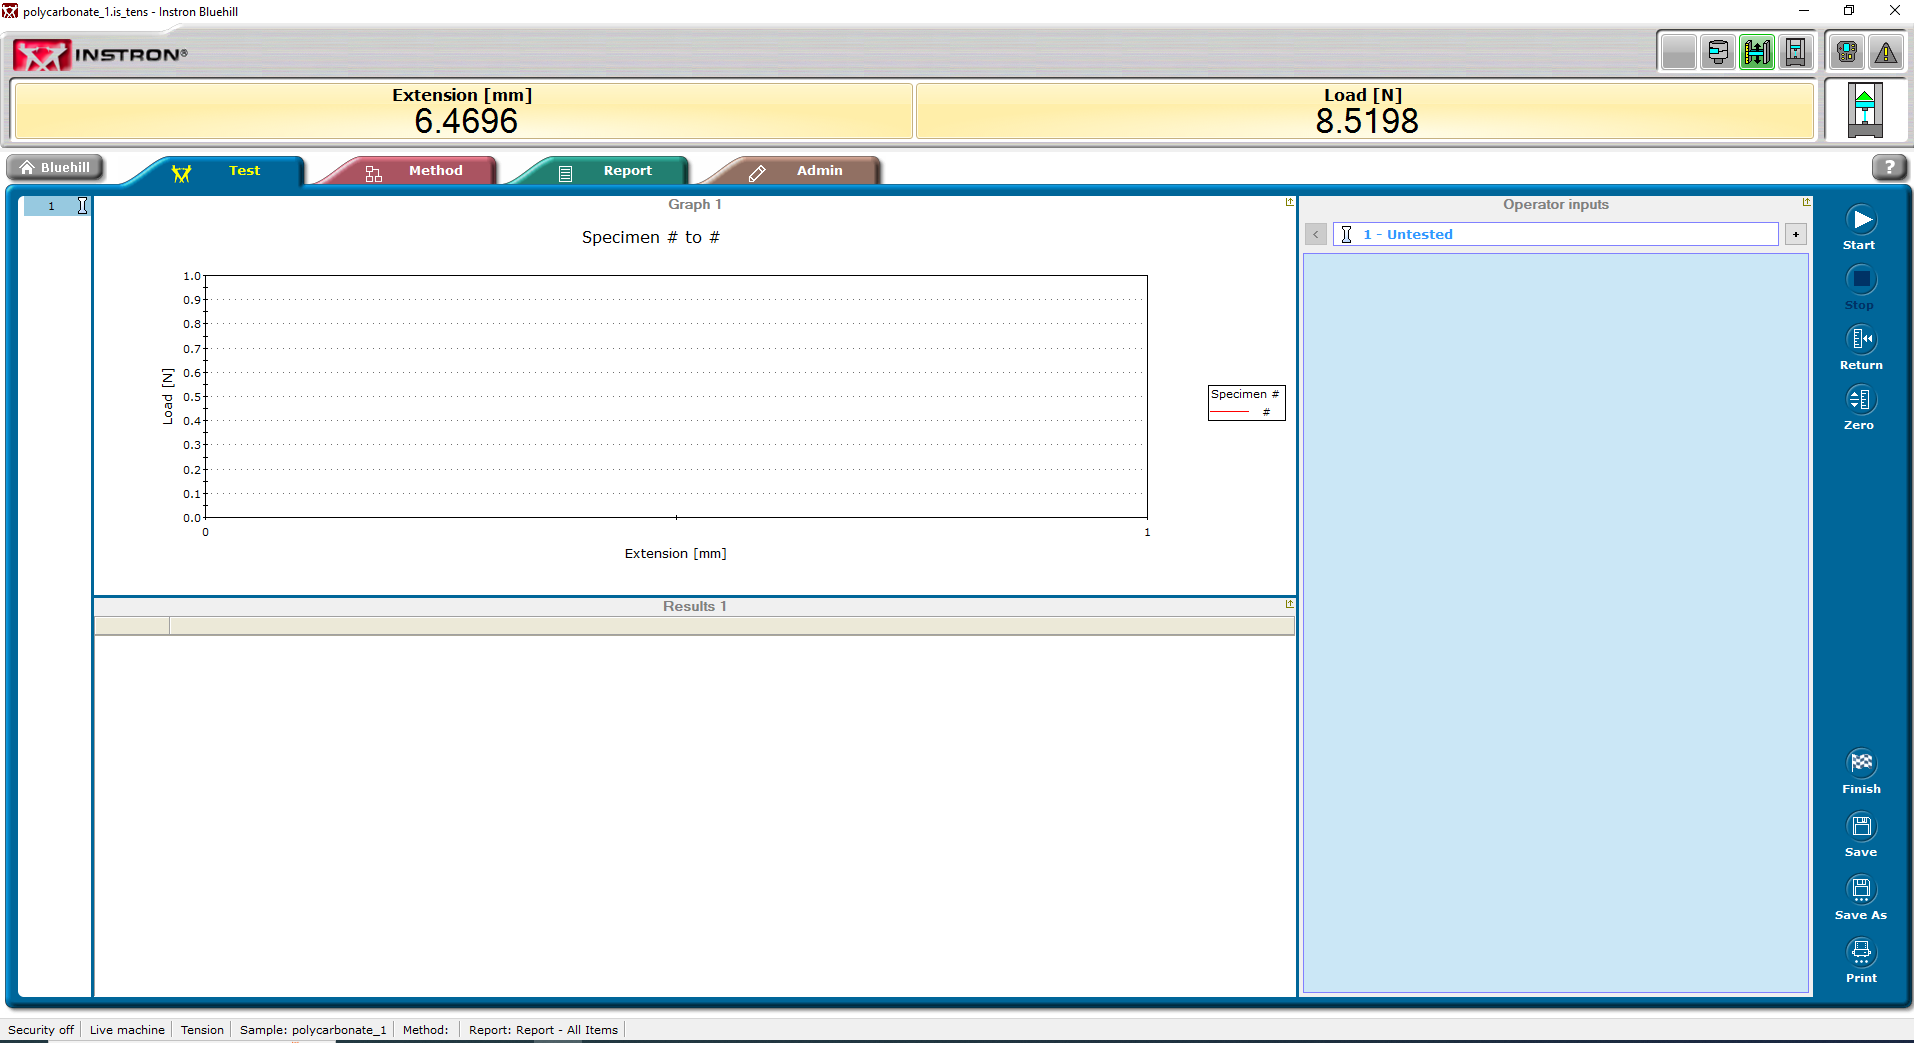 polycarbonate_1.is_tens - Instron Bluehill
INSTRON®
Extension [mm]
6.4696
Load [N]
8.5198
Bluehill
Test
Method
Report
Admin
?
1
Graph 1
Specimen # to #
1.0
0.9
0.8
0.7
0.6
0.5
0.4
0.3
0.2
0.1
0.0
Load [N]
0
1
Extension [mm]
Specimen #
#
Results 1
Operator inputs
<
1 - Untested
+
Start
Stop
Return
Zero
Finish
Save
Save As
Print
Security off
Live machine
Tension
Sample: polycarbonate_1
Method:
Report: Report - All Items